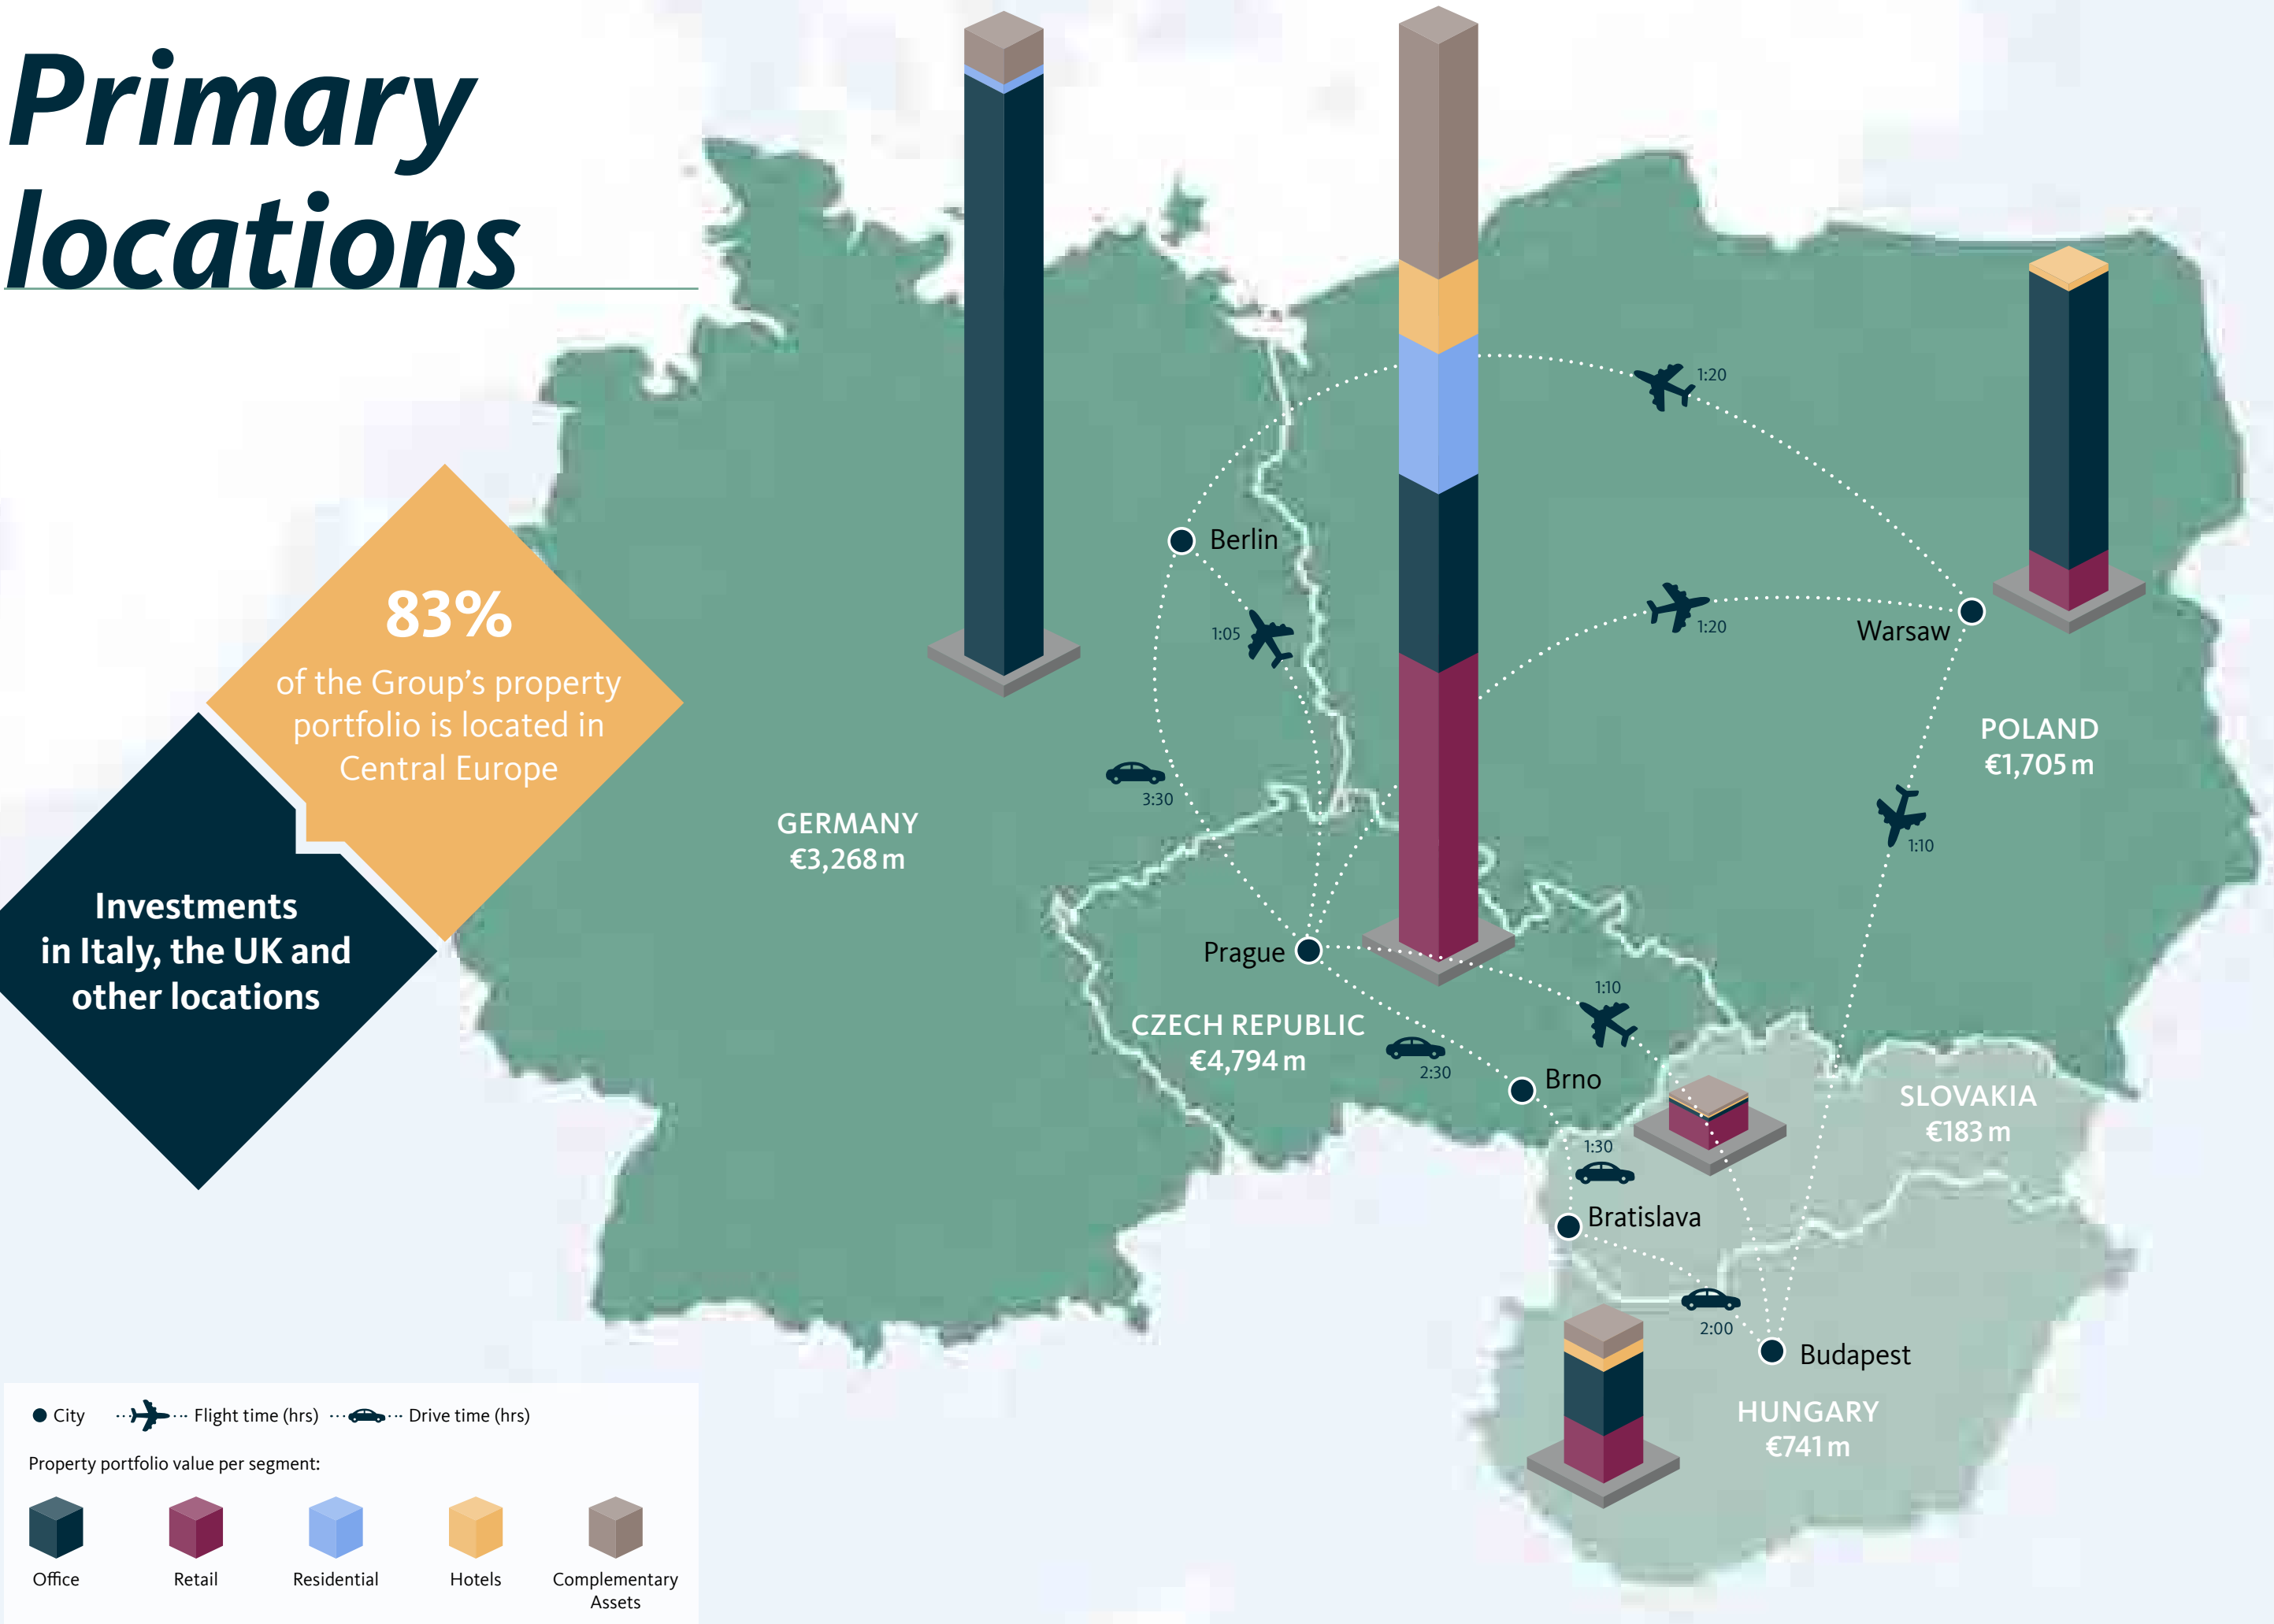 Primary
locations
83%
of the Group’s property
portfolio is located in
Central Europe
Investments
in Italy, the UK and
other locations
1:20
Berlin
1:05
1:20
Warsaw
POLAND
€1,705 m
3:30
GERMANY
€3,268 m
1:10
Prague
1:10
CZECH REPUBLIC
€4,794 m
2:30
Brno
SLOVAKIA
€183 m
1:30
Bratislava
2:00
Budapest
HUNGARY
€741 m
City
Flight time (hrs)
Drive time (hrs)
Property portfolio value per segment:
Office
Retail
Residential
Hotels
Complementary
Assets